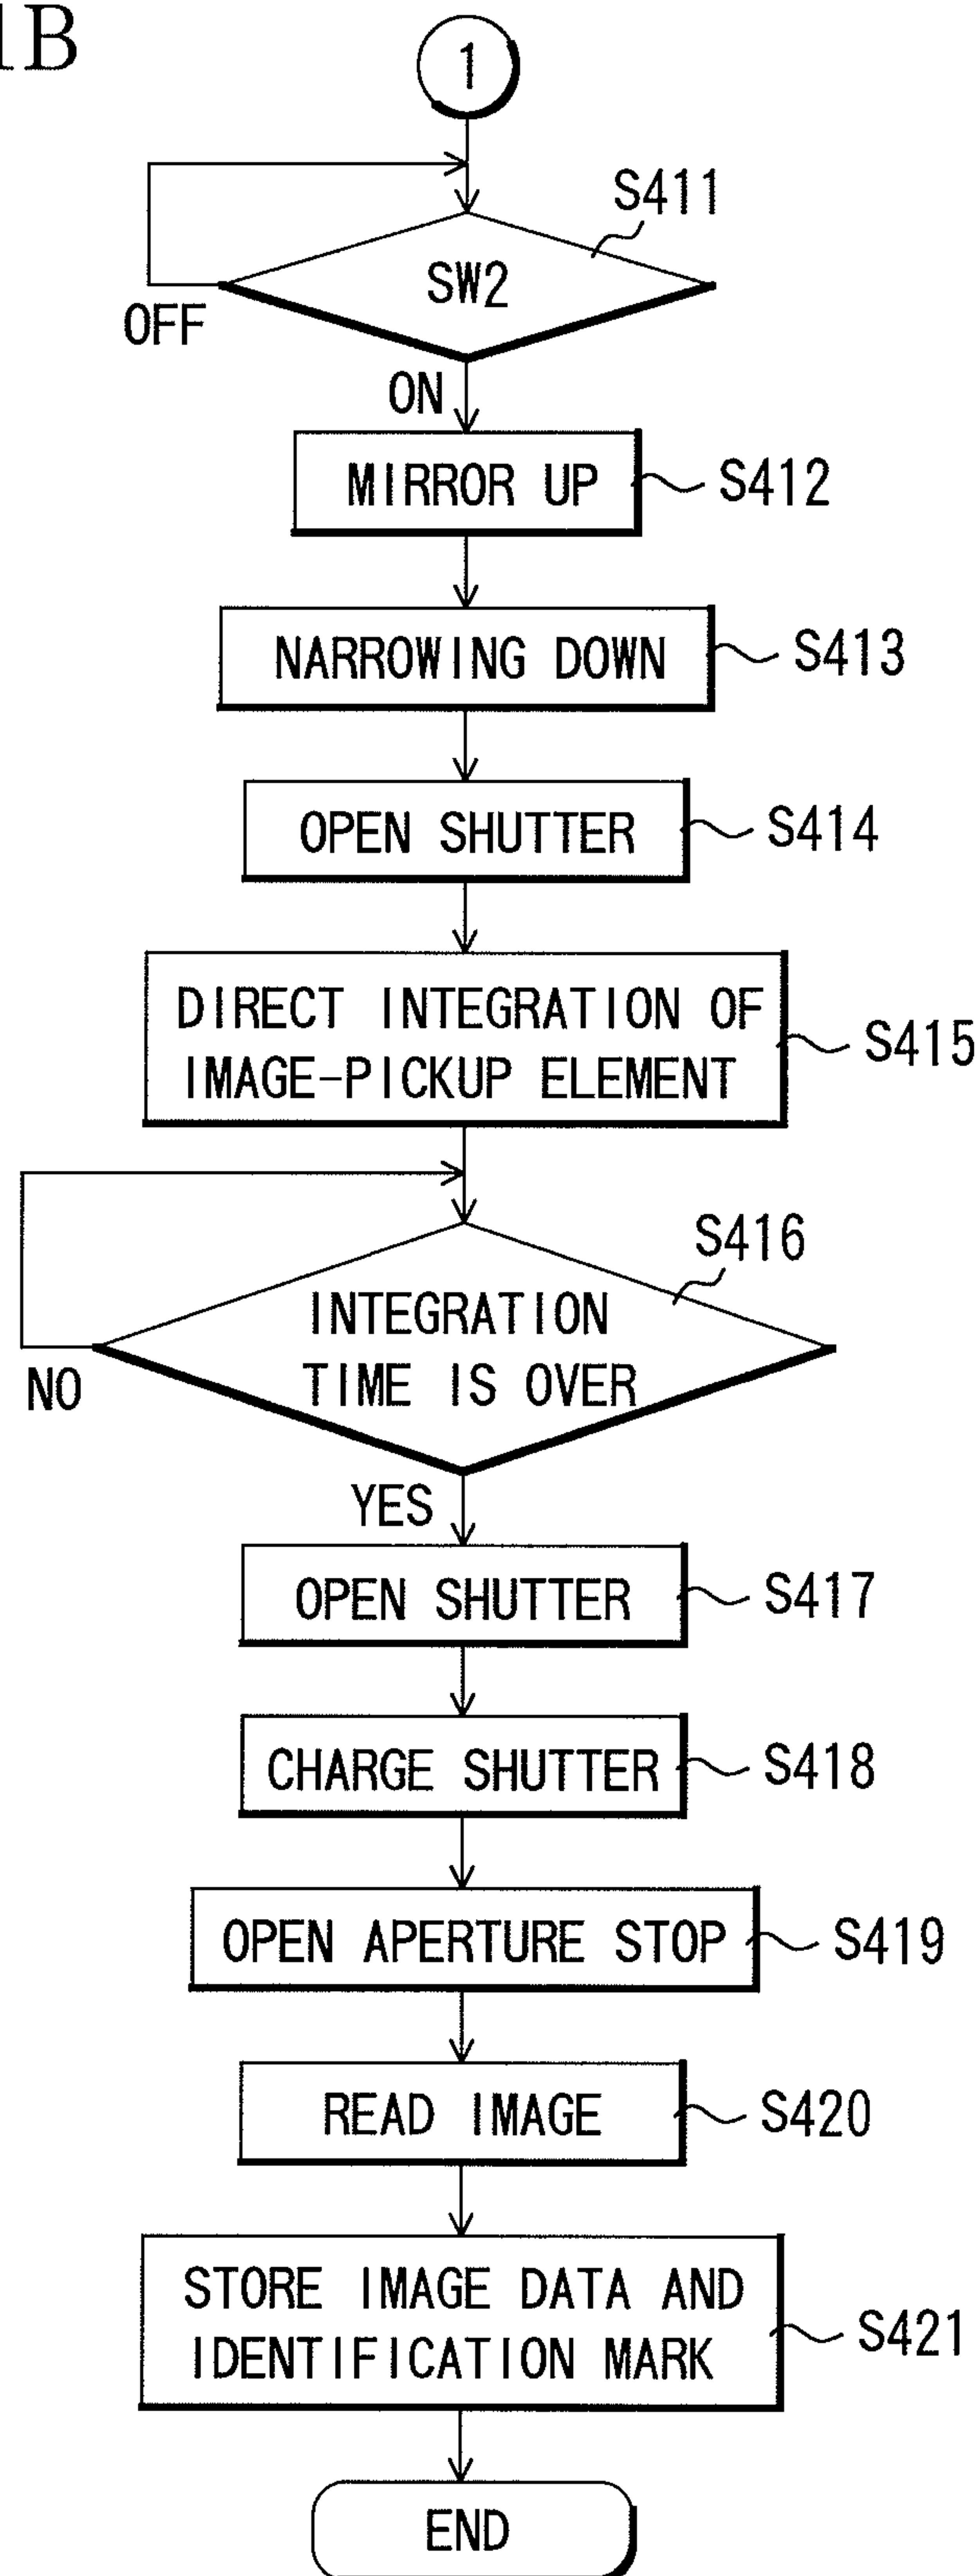 1B
1
S411
SW2
OFF
ON
MIRROR UP
S412
NARROWING DOWN
S413
OPEN SHUTTER
S414
DIRECT INTEGRATION OF
IMAGE-PICKUP ELEMENT
S415
S416
INTEGRATION
TIME IS OVER
NO
YES
OPEN SHUTTER
S417
CHARGE SHUTTER
S418
OPEN APERTURE STOP
S419
READ IMAGE
S420
STORE IMAGE DATA AND
IDENTIFICATION MARK
S421
END